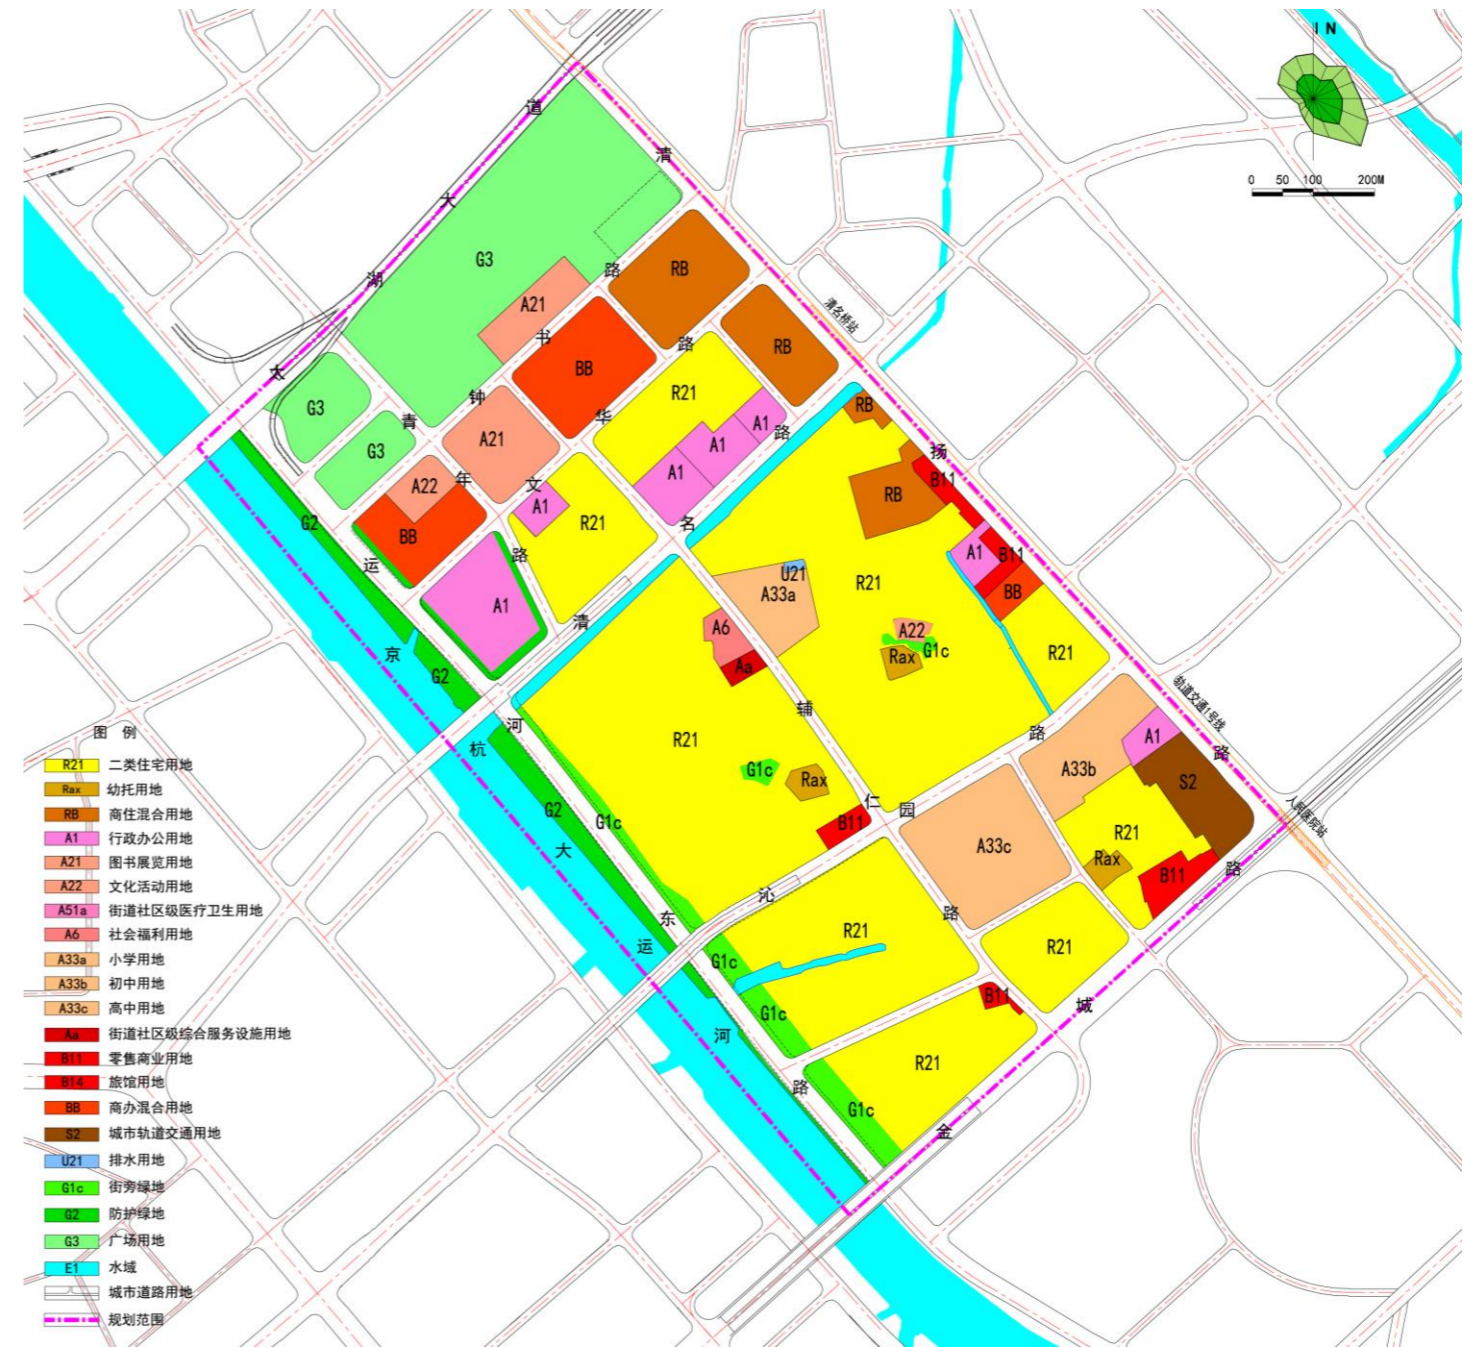 N
0 50 100 200M
太湖大道
清扬路
钟书路
青年路
文华路
清名路
运河东路
京杭大运河
辅仁路
沁园路
金城路
清名桥站
轨道交通1号线
人民医院站
G3
A21
RB
BB
RB
R21
A1
A1
A1
G3
G3
A21
A22
BB
A1
R21
A1
G2
G2
G2
RB
B11
RB
A1
B11
BB
R21
U21
A33a
R21
A22
G1c
Rax
A6
Aa
R21
G1c
Rax
B11
G1c
A33b
A1
S2
R21
Rax
B11
A33c
R21
R21
G1c
G1c
B11
R21
G1c
图 例
R21 二类住宅用地
Rax 幼托用地
RB 商住混合用地
A1 行政办公用地
A21 图书展览用地
A22 文化活动用地
A51a 街道社区级医疗卫生用地
A6 社会福利用地
A33a 小学用地
A33b 初中用地
A33c 高中用地
Aa 街道社区级综合服务设施用地
B11 零售商业用地
B14 旅馆用地
BB 商办混合用地
S2 城市轨道交通用地
U21 排水用地
G1c 街旁绿地
G2 防护绿地
G3 广场用地
E1 水域
城市道路用地
规划范围